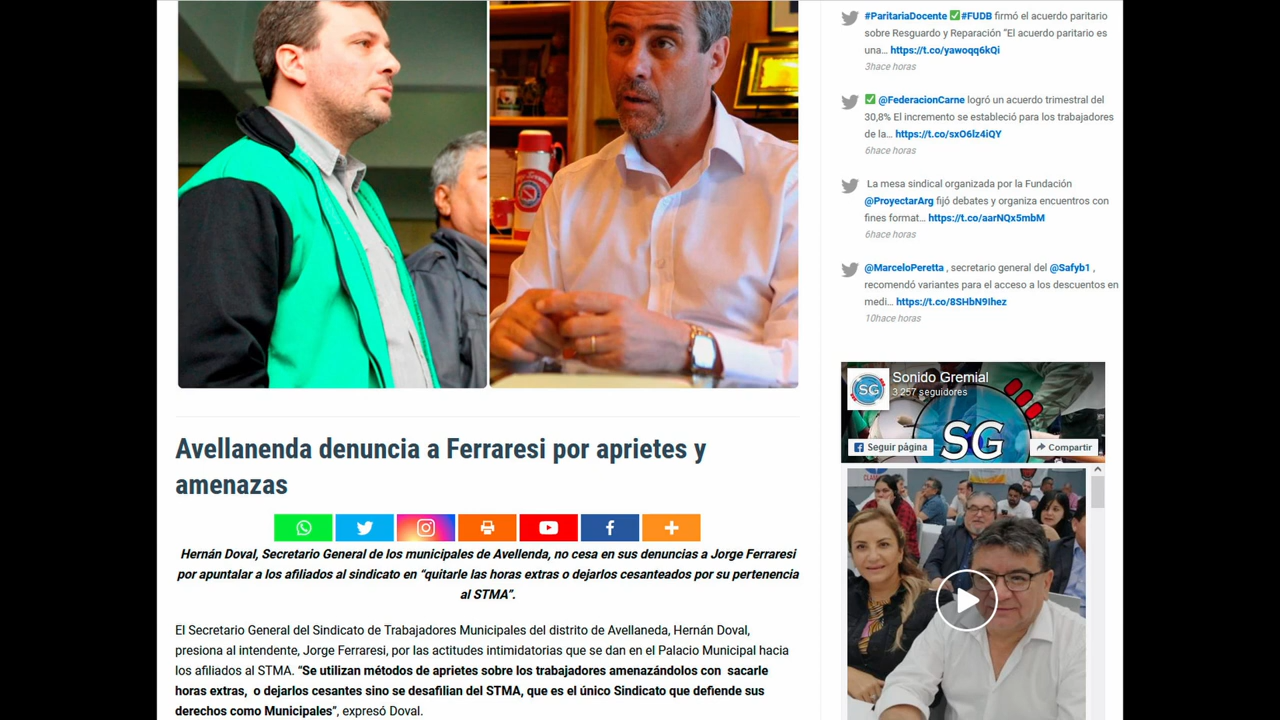 Avellanenda denuncia a Ferraresi por aprietes y
amenazas
Hernán Doval, Secretario General de los municipales de Avellenda, no cesa en sus denuncias a Jorge Ferraresi
por apuntalar a los afiliados al sindicato en “quitarle las horas extras o dejarlos cesanteados por su pertenencia
al STMA”.
El Secretario General del Sindicato de Trabajadores Municipales del distrito de Avellaneda, Hernán Doval,
presiona al intendente, Jorge Ferraresi, por las actitudes intimidatorias que se dan en el Palacio Municipal hacia
los afiliados al STMA. “Se utilizan métodos de aprietes sobre los trabajadores amenazándolos con  sacarle
horas extras,  o dejarlos cesantes sino se desafilian del STMA, que es el único Sindicato que defiende sus
derechos como Municipales”, expresó Doval.
#ParitariaDocente ✅#FUDB firmó el acuerdo paritario
sobre Resguardo y Reparación "El acuerdo paritario es
una… https://t.co/yawoqq6kQi
3hace horas
✅ @FederacionCarne logró un acuerdo trimestral del
30,8% El incremento se estableció para los trabajadores
de la… https://t.co/sxO6lz4iQY
6hace horas
La mesa sindical organizada por la Fundación
@ProyectarArg fijó debates y organiza encuentros con
fines format… https://t.co/aarNQx5mbM
6hace horas
@MarceloPeretta , secretario general del @Safyb1 ,
recomendó variantes para el acceso a los descuentos en
medi… https://t.co/8SHbN9Ihez
10hace horas
SG
Sonido Gremial
3.257 seguidores
SG
Seguir página
Compartir